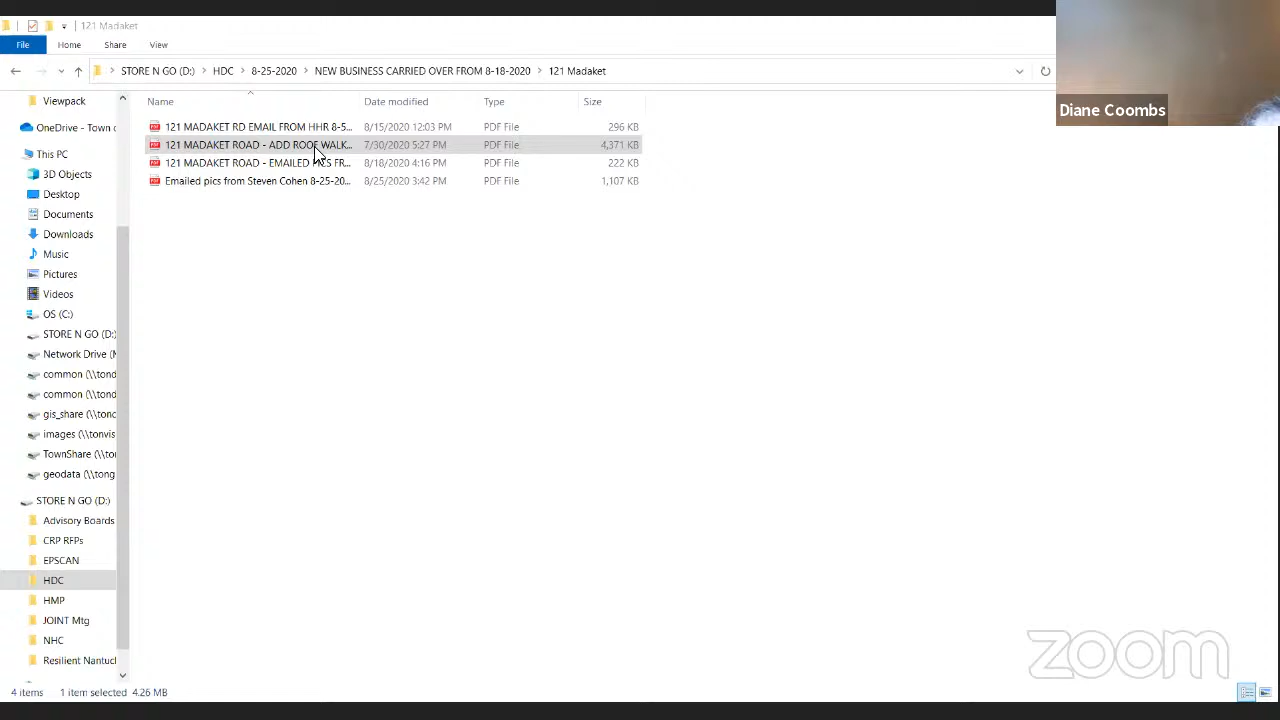 121 Madaket
File Home Share View
STORE N GO (D:) HDC 8-25-2020 NEW BUSINESS CARRIED OVER FROM 8-18-2020 121 Madaket
Diane Coombs
Name Date modified Type Size
121 MADAKET RD EMAIL FROM HHR 8-5... 8/15/2020 12:03 PM PDF File 296 KB
121 MADAKET ROAD - ADD ROOF WALK... 7/30/2020 5:27 PM PDF File 4,371 KB
121 MADAKET ROAD - EMAILED FR... 8/18/2020 4:16 PM PDF File 222 KB
Emailed pics from Steven Cohen 8-25-20... 8/25/2020 3:42 PM PDF File 1,107 KB
Viewpack
OneDrive - Town o
This PC
3D Objects
Desktop
Documents
Downloads
Music
Pictures
Videos
OS (C:)
STORE N GO (D:)
Network Drive (
common (\\tond
common (\\tond
gis_share (\\tond
images (\\tonvis
TownShare (\\to
geodata (\\tong
STORE N GO (D:)
Advisory Boards
CRP RFPs
EPSCAN
HDC
HMP
JOINT Mtg
NHC
Resilient Nantuc
4 items 1 item selected 4.26 MB
zoom